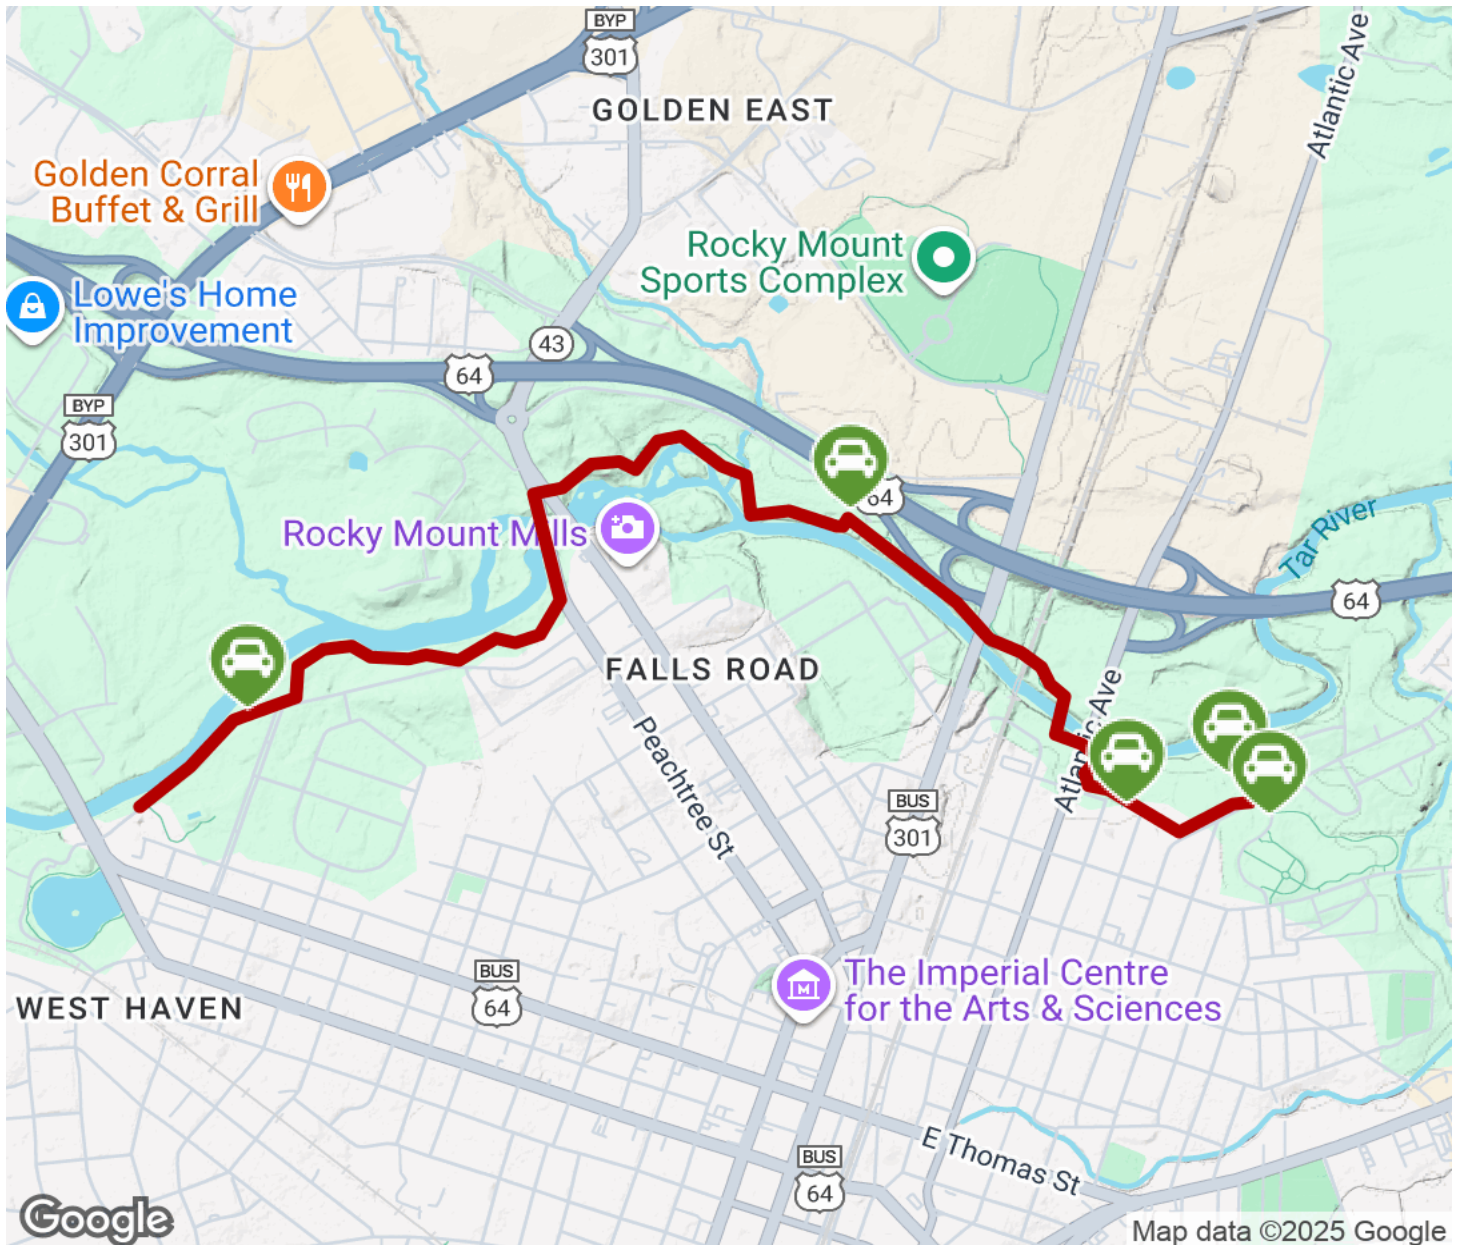 BYP
301
GOLDEN EAST
Atlantic Ave
Golden Corral
Buffet & Grill
Rocky Mount
Sports Complex
Lowe's Home
Improvement
43
64
BYP
301
64
Rocky Mount Mills
Tar River
64
FALLS ROAD
Atlantic Ave
Peachtree St
BUS
301
The Imperial Centre
for the Arts & Sciences
BUS
64
WEST HAVEN
E Thomas St
BUS
64
Google
Map data ©2025 Google